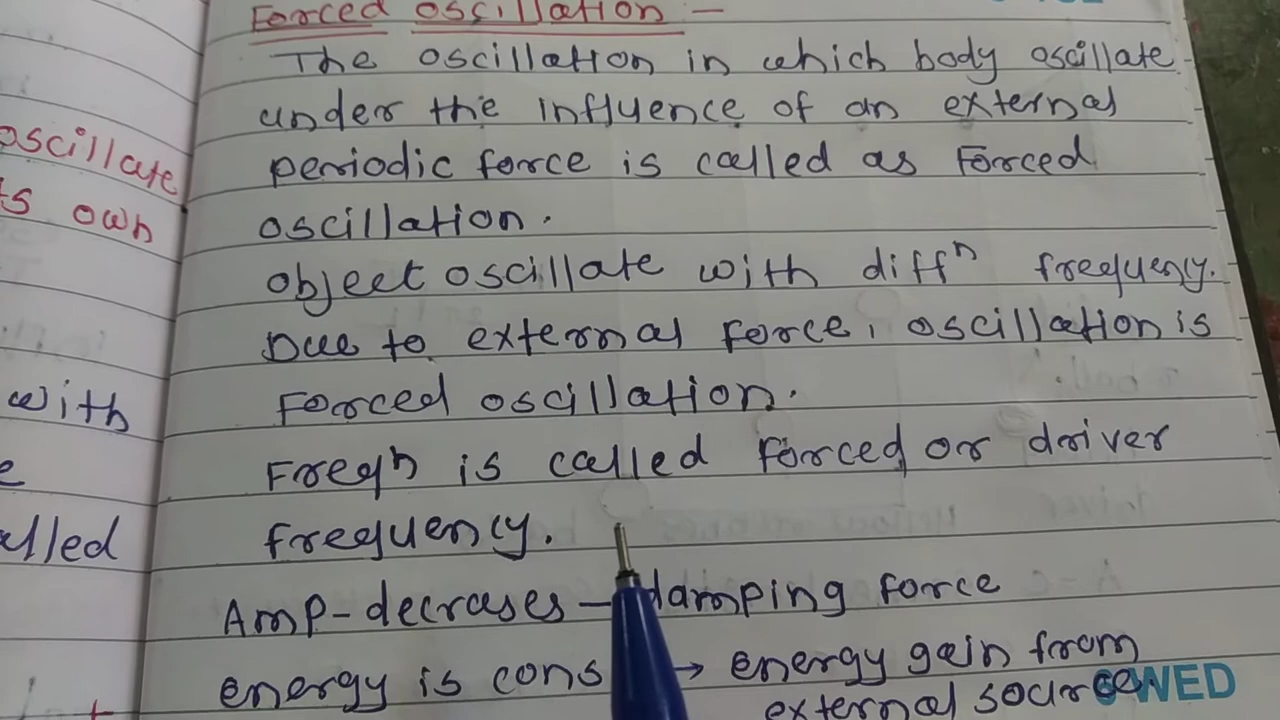 oscillate
ts own
with
e
alled
Forced oscillation -
The oscillation in which body oscillate
under the influence of an external
periodic force is called as Forced
oscillation.
object oscillate with diffⁿ frequency.
Due to external force, oscillation is
Forced oscillation.
Freqⁿ is called Forced or driver
frequency.
Amp-decrases - damping force
energy is cons → energy gain from
external source
WED